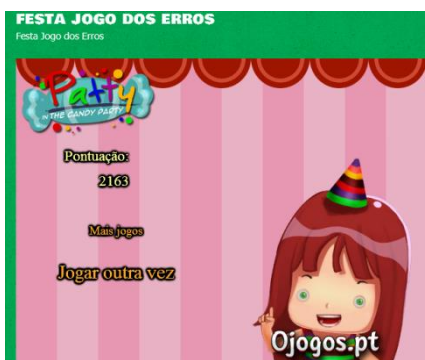 FESTA JOGO DOS ERROS
Festa Jogo dos Erros
Patty
IN THE CANDY PARTY
Pontuação:
2163
Mais jogos
Jogar outra vez
Ojogos.pt